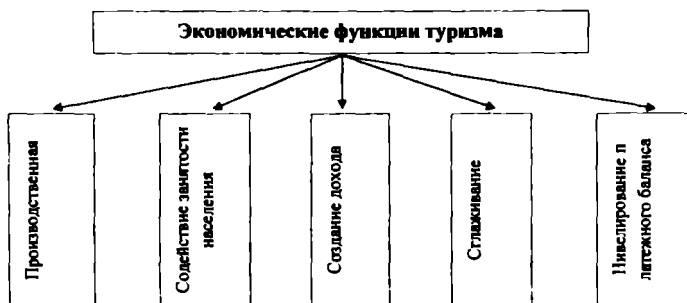 Экономические функции туризма
Производственная
Содействие занятости
населения
Создание дохода
Сглаживание
Нивелирование п
латежного баланса